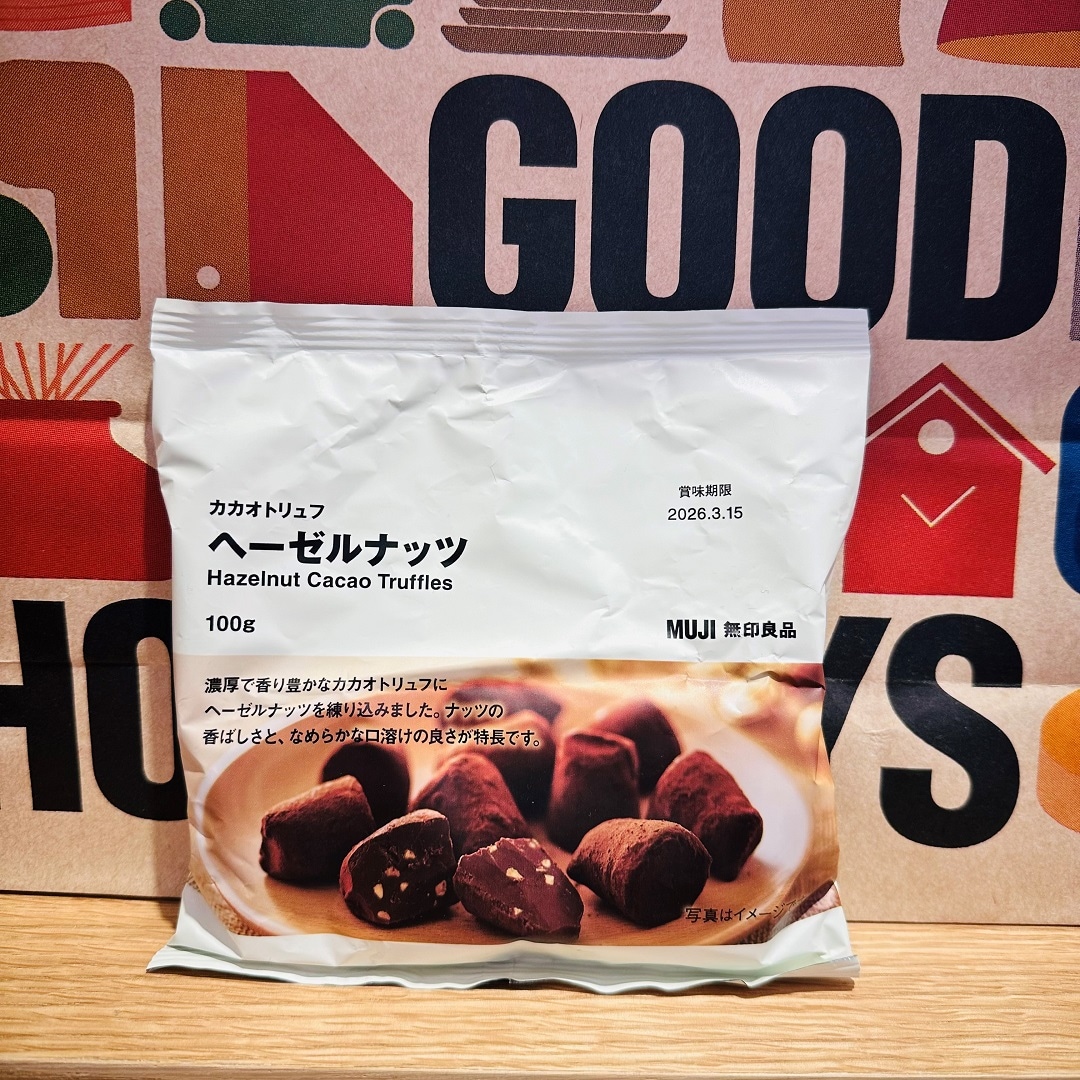 GOOD
HO
YS
カカオトリュフ
ヘーゼルナッツ
Hazelnut Cacao Truffles
100g
賞味期限
2026.3.15
MUJI 無印良品
濃厚で香り豊かなカカオトリュフに
ヘーゼルナッツを練り込みました。ナッツの
香ばしさと、なめらかな口溶けの良さが特長です。
写真はイメージ